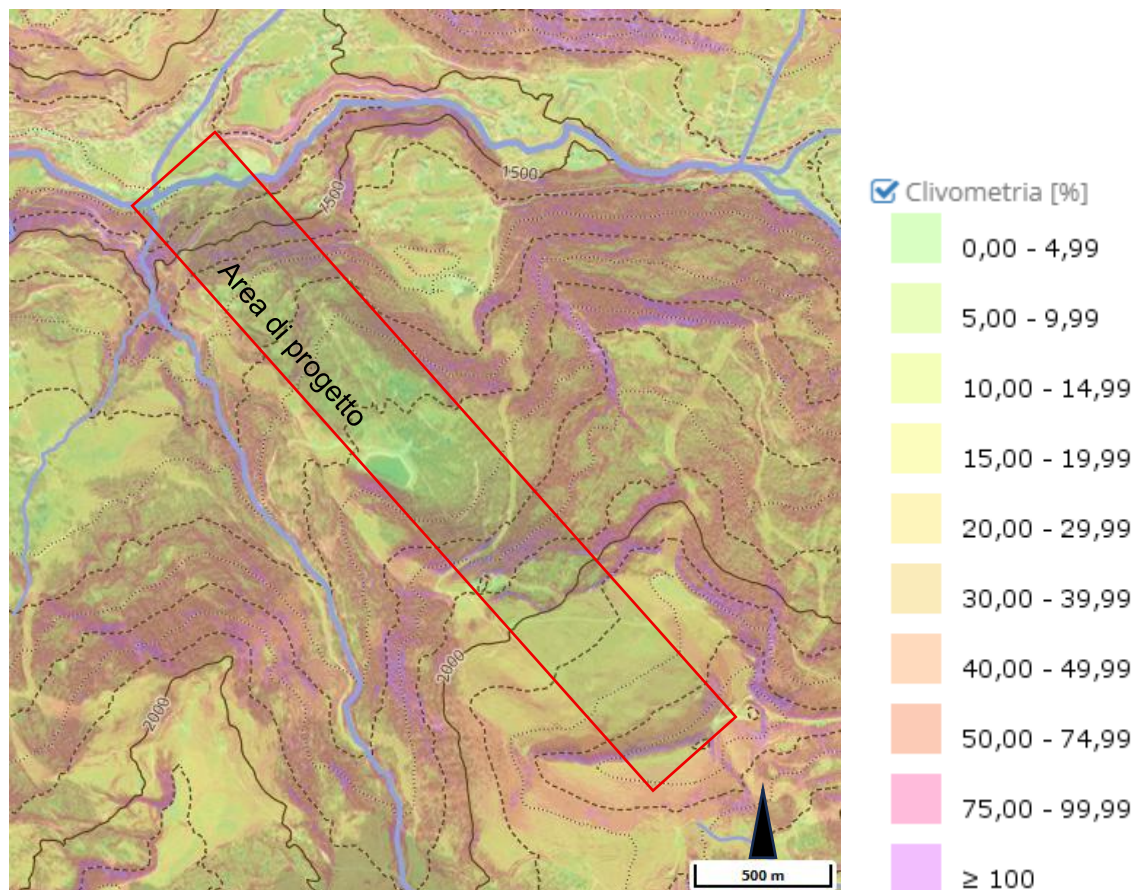 1500
1500
Area di progetto
2000
2000
500 m
Clivometria [%]
0,00 - 4,99
5,00 - 9,99
10,00 - 14,99
15,00 - 19,99
20,00 - 29,99
30,00 - 39,99
40,00 - 49,99
50,00 - 74,99
75,00 - 99,99
≥ 100